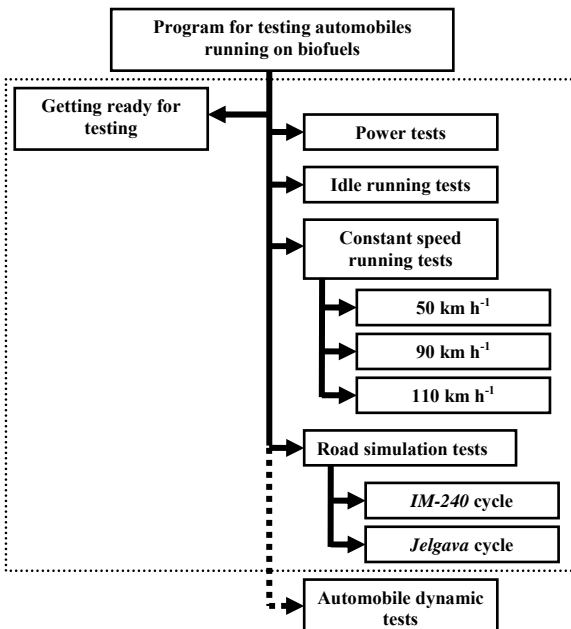 Program for testing automobiles
running on biofuels
Getting ready for
testing
Power tests
Idle running tests
Constant speed
running tests
50 km h⁻¹
90 km h⁻¹
110 km h⁻¹
Road simulation tests
IM-240 cycle
Jelgava cycle
Automobile dynamic
tests